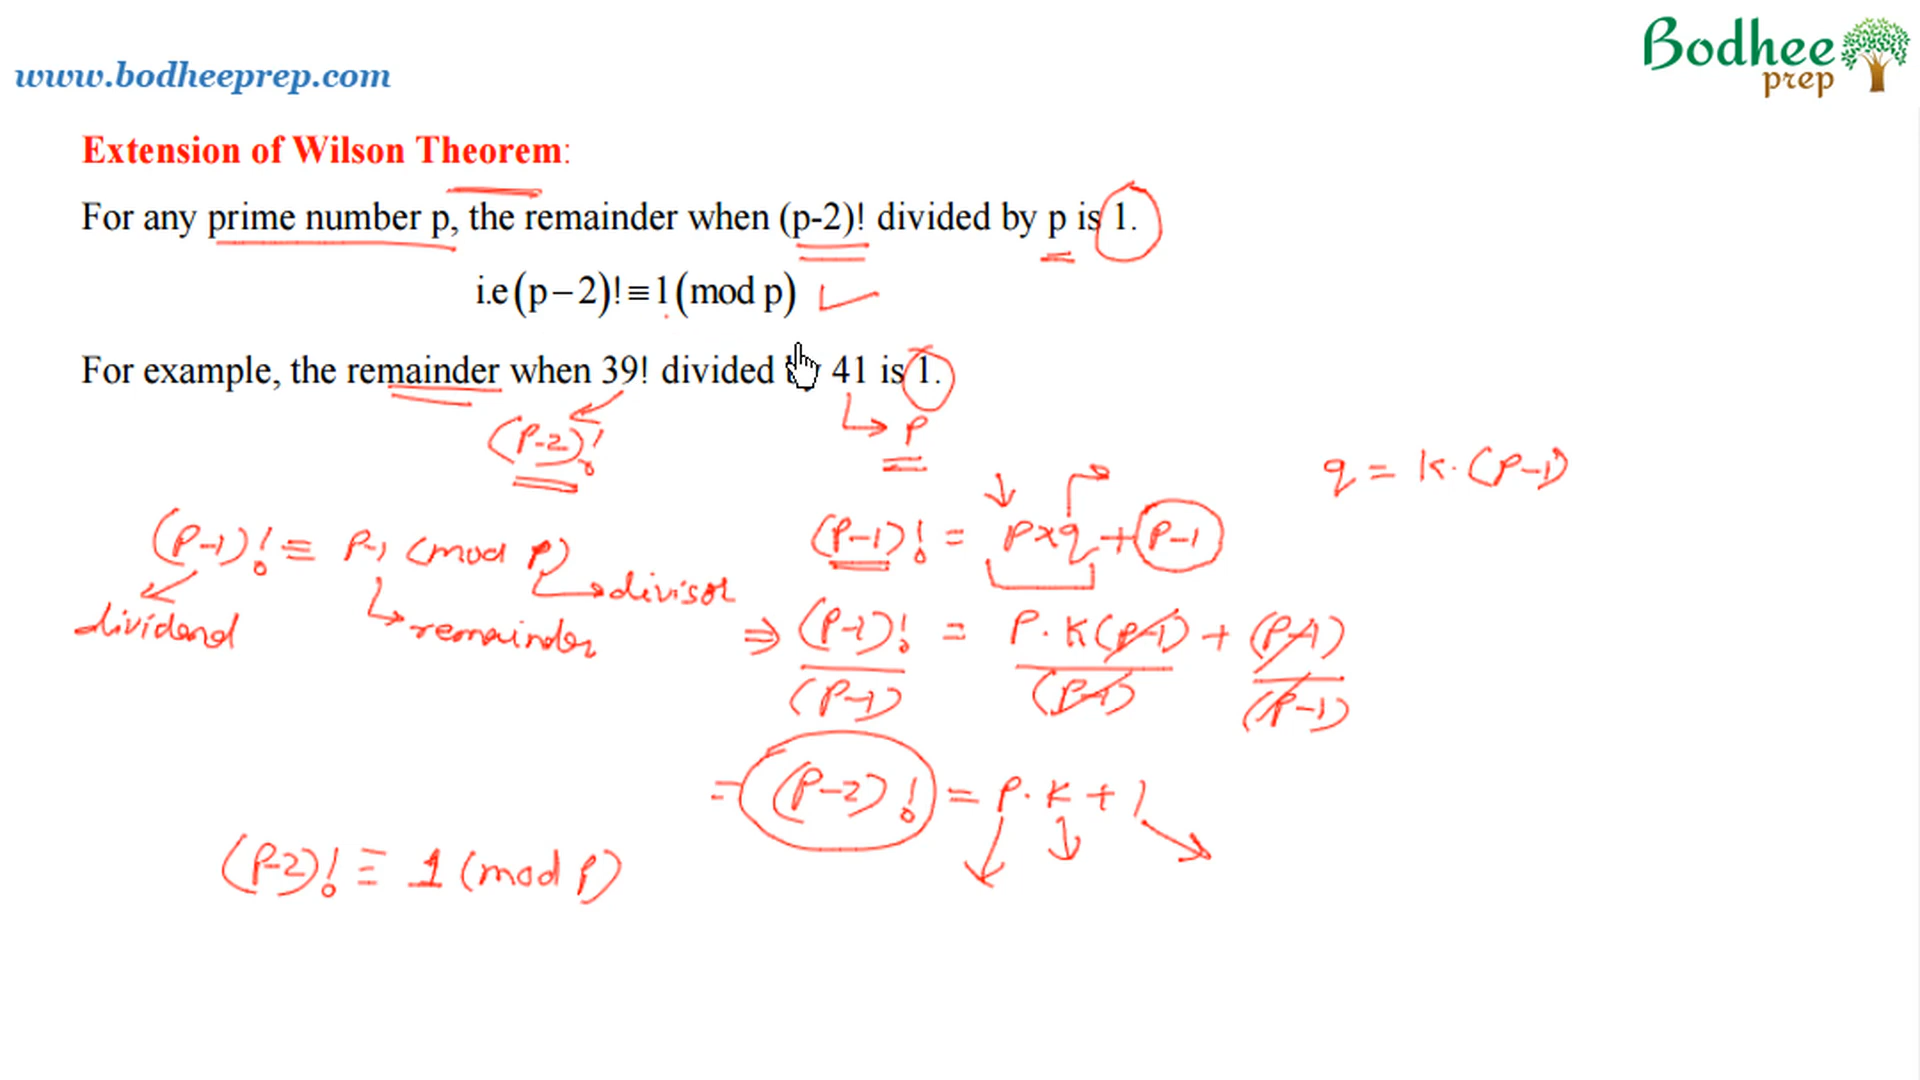 www.bodheeprep.com
Bodhee
prep
Extension of Wilson Theorem:
For any prime number p, the remainder when (p-2)! divided by p is 1.
i.e (p−2)!≡1(mod p)
For example, the remainder when 39! divided by 41 is 1.
(P-2)!
P
q = k.(P-1)
(P-1)! ≡ P-1 (mod P)
divisor
dividend
remainder
(P-1)! = P×q + P-1
⇒ (P-1)! / (P-1) = P.K(P-1) / (P-1) + (P-1) / (P-1)
= (P-2)! = P.K + 1
(P-2)! ≡ 1 (mod P)